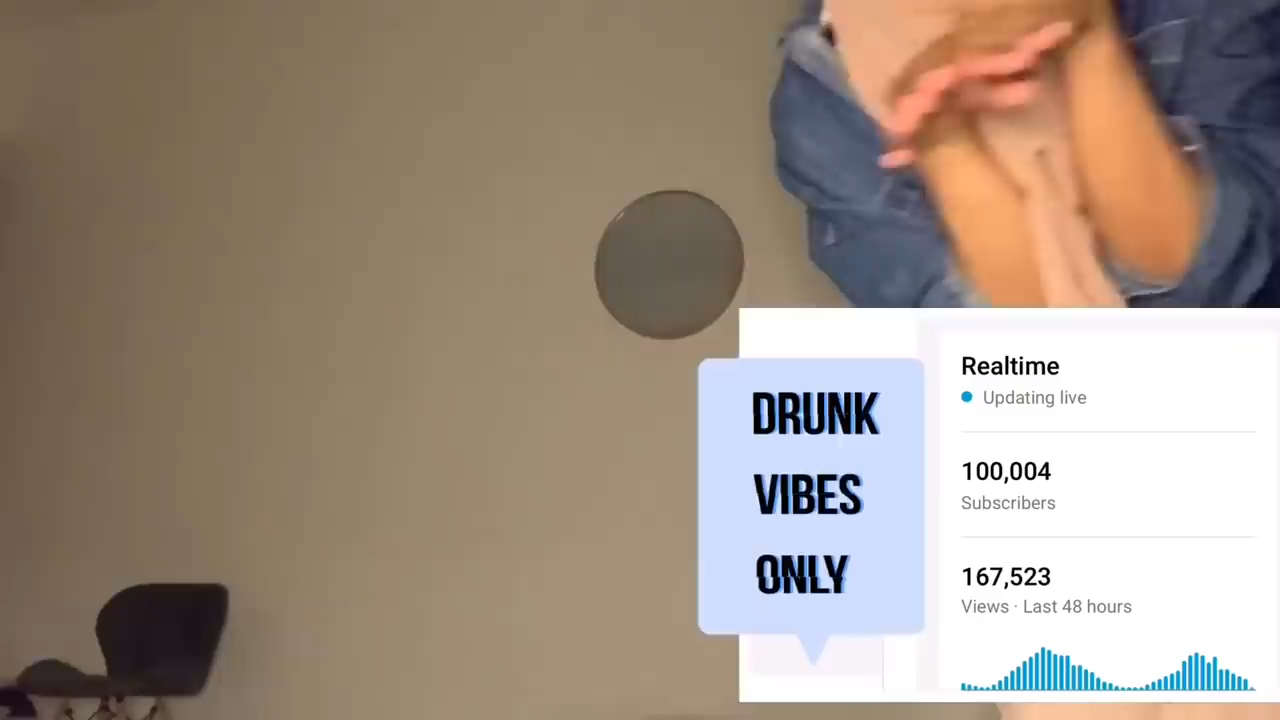 DRUNK
VIBES
ONLY
Realtime
Updating live
100,004
Subscribers
167,523
Views · Last 48 hours